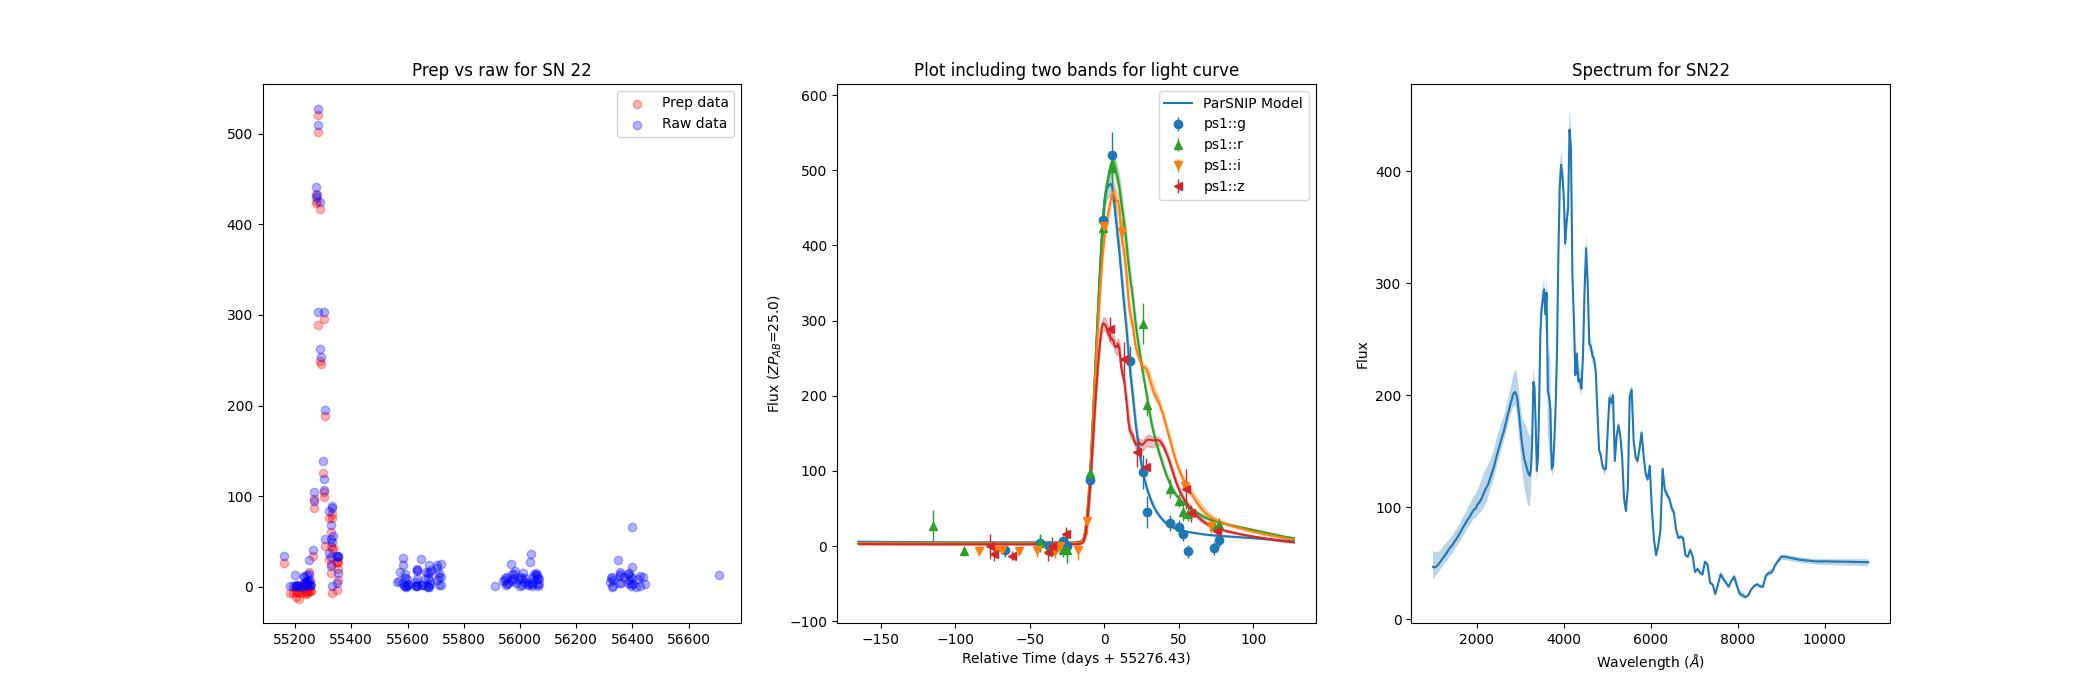 Prep vs raw for SN 22
Prep data
Raw data
500
400
300
200
100
0
55200
55400
55600
55800
56000
56200
56400
56600
Plot including two bands for light curve
ParSNIP Model
ps1::g
ps1::r
ps1::i
ps1::z
Flux (ZP_AB=25.0)
600
500
400
300
200
100
0
−100
−150
−100
−50
0
50
100
Relative Time (days + 55276.43)
Spectrum for SN22
Flux
400
300
200
100
0
2000
4000
6000
8000
10000
Wavelength (Å)